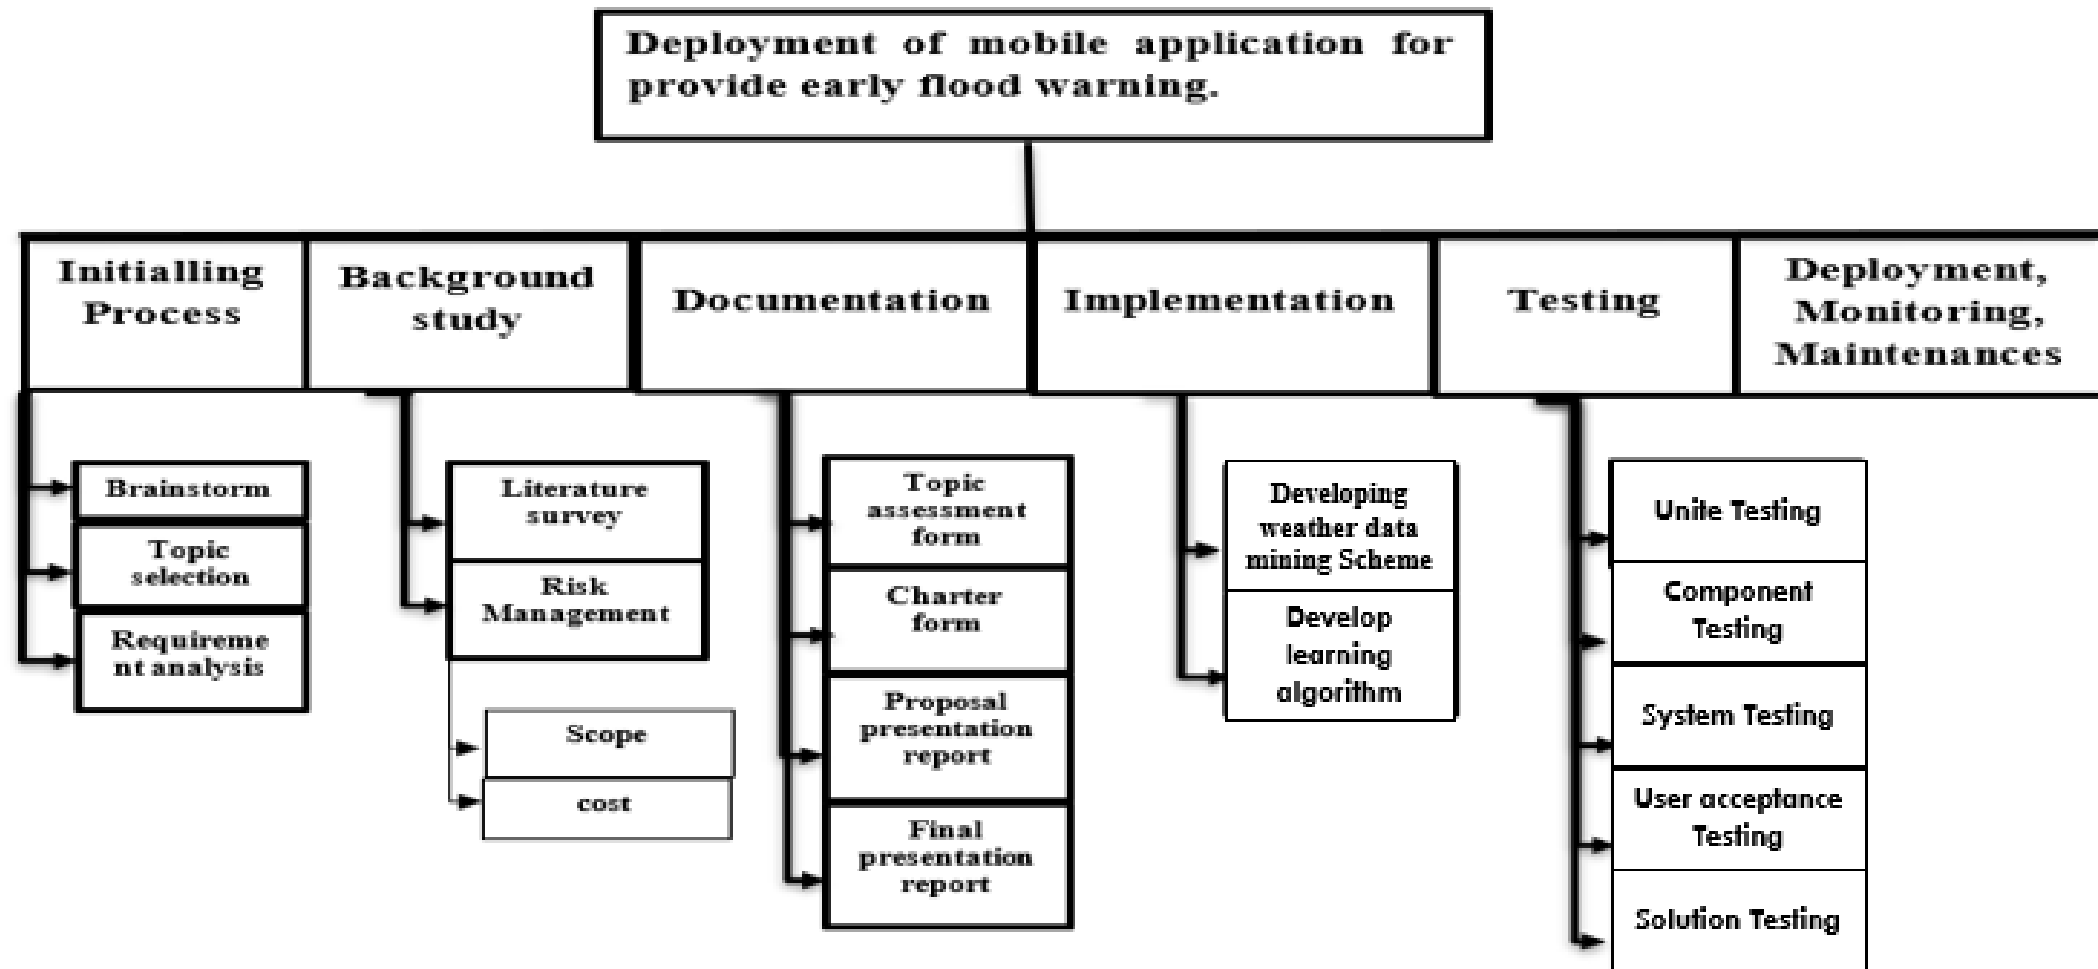 Deployment of mobile application for
provide early flood warning.
Initialling
Process
Background
study
Documentation
Implementation
Testing
Deployment,
Monitoring,
Maintenances
Brainstorm
Topic
selection
Requireme
nt analysis
Literature
survey
Risk
Management
Scope
cost
Topic
assessment
form
Charter
form
Proposal
presentation
report
Final
presentation
report
Developing
weather data
mining Scheme
Develop
learning
algorithm
Unite Testing
Component
Testing
System Testing
User acceptance
Testing
Solution Testing